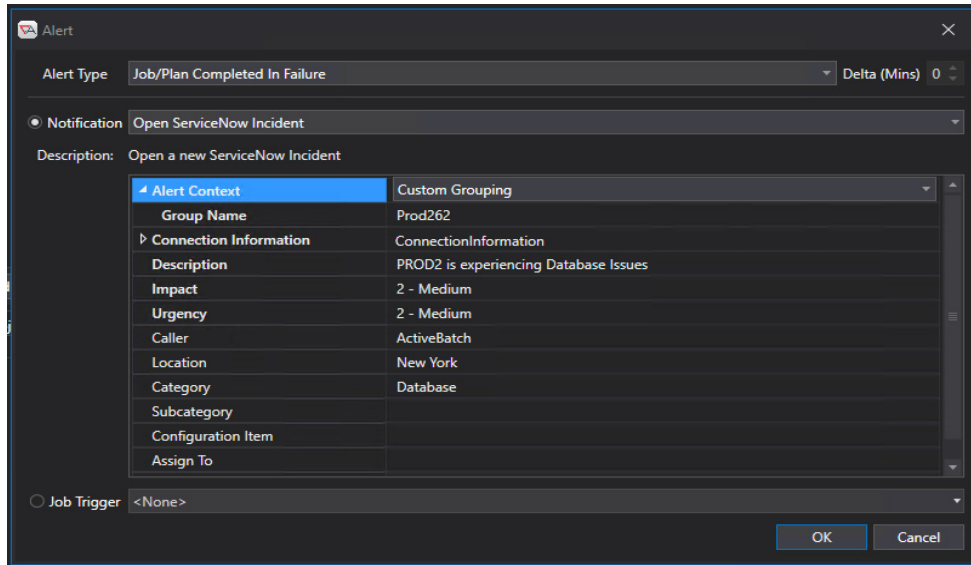 Alert
Alert Type Job/Plan Completed In Failure Delta (Mins) 0
Notification Open ServiceNow Incident
Description: Open a new ServiceNow Incident
Alert Context Custom Grouping
Group Name Prod262
Connection Information ConnectionInformation
Description PROD2 is experiencing Database Issues
Impact 2 - Medium
Urgency 2 - Medium
Caller ActiveBatch
Location New York
Category Database
Subcategory
Configuration Item
Assign To
Job Trigger <None>
OK Cancel